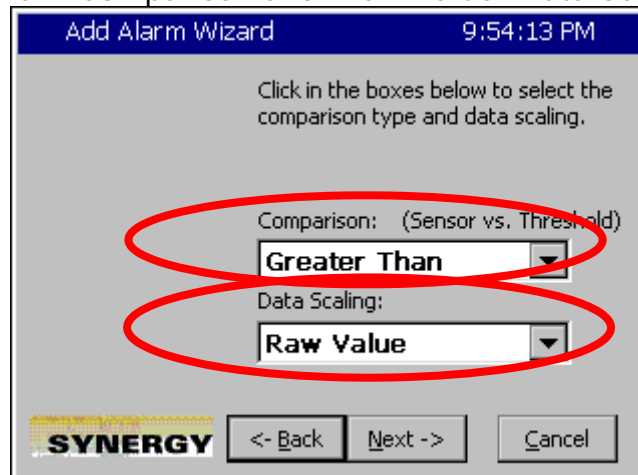 Add Alarm Wizard 9:54:13 PM
Click in the boxes below to select the
comparison type and data scaling.
Comparison: (Sensor vs. Threshold)
Greater Than
Data Scaling:
Raw Value
SYNERGY <- Back Next -> Cancel